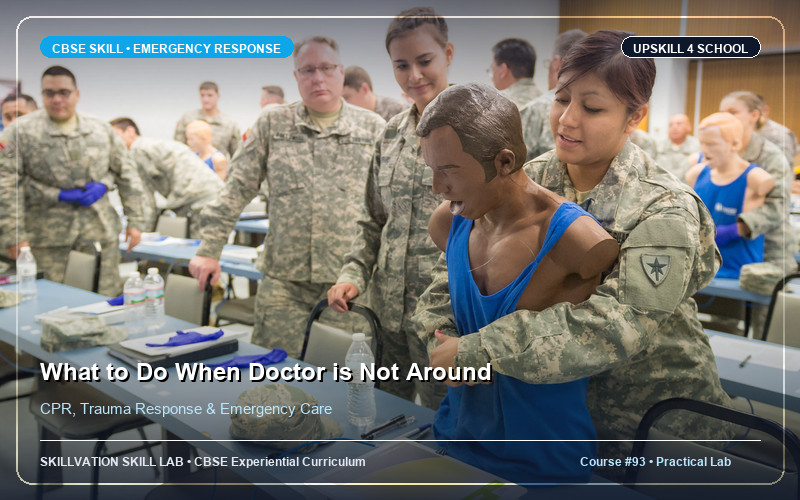 CBSE SKILL • EMERGENCY RESPONSE
UPSKILL 4 SCHOOL
What to Do When Doctor is Not Around
CPR, Trauma Response & Emergency Care
SKILLVATION SKILL LAB • CBSE Experiential Curriculum
Course #93 • Practical Lab